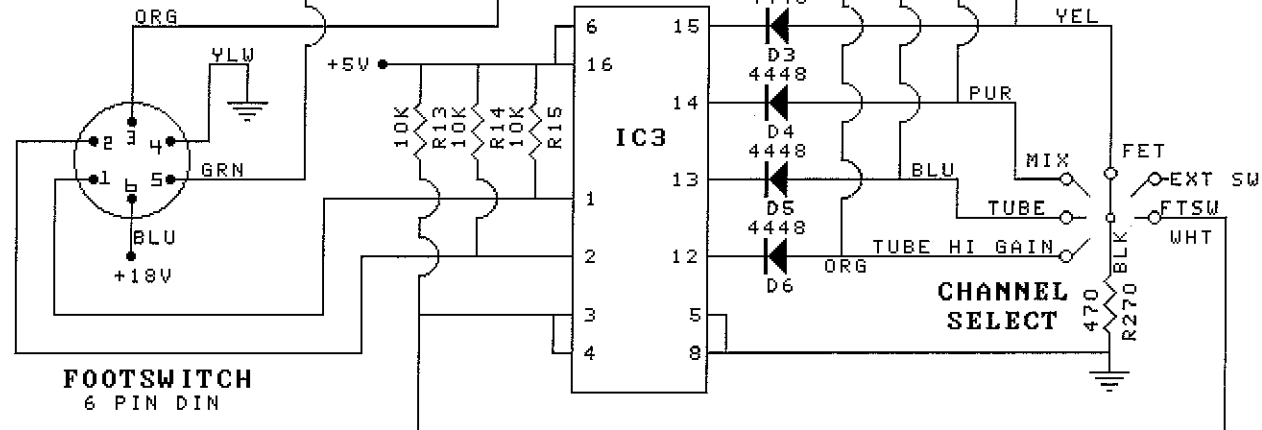 ORG
YLW
+5V
6
16
15
D3
4448
YEL
10K
R13
10K
R14
10K
R15
IC3
14
D4
4448
PUR
2
3
4
1
6
5
GRN
BLU
+18V
1
2
3
4
13
D5
4448
BLU
12
D6
ORG
TUBE HI GAIN
5
8
MIX
FET
EXT SW
TUBE
FTSW
WHT
BLK
CHANNEL
SELECT
470
R270
FOOTSWITCH
6 PIN DIN